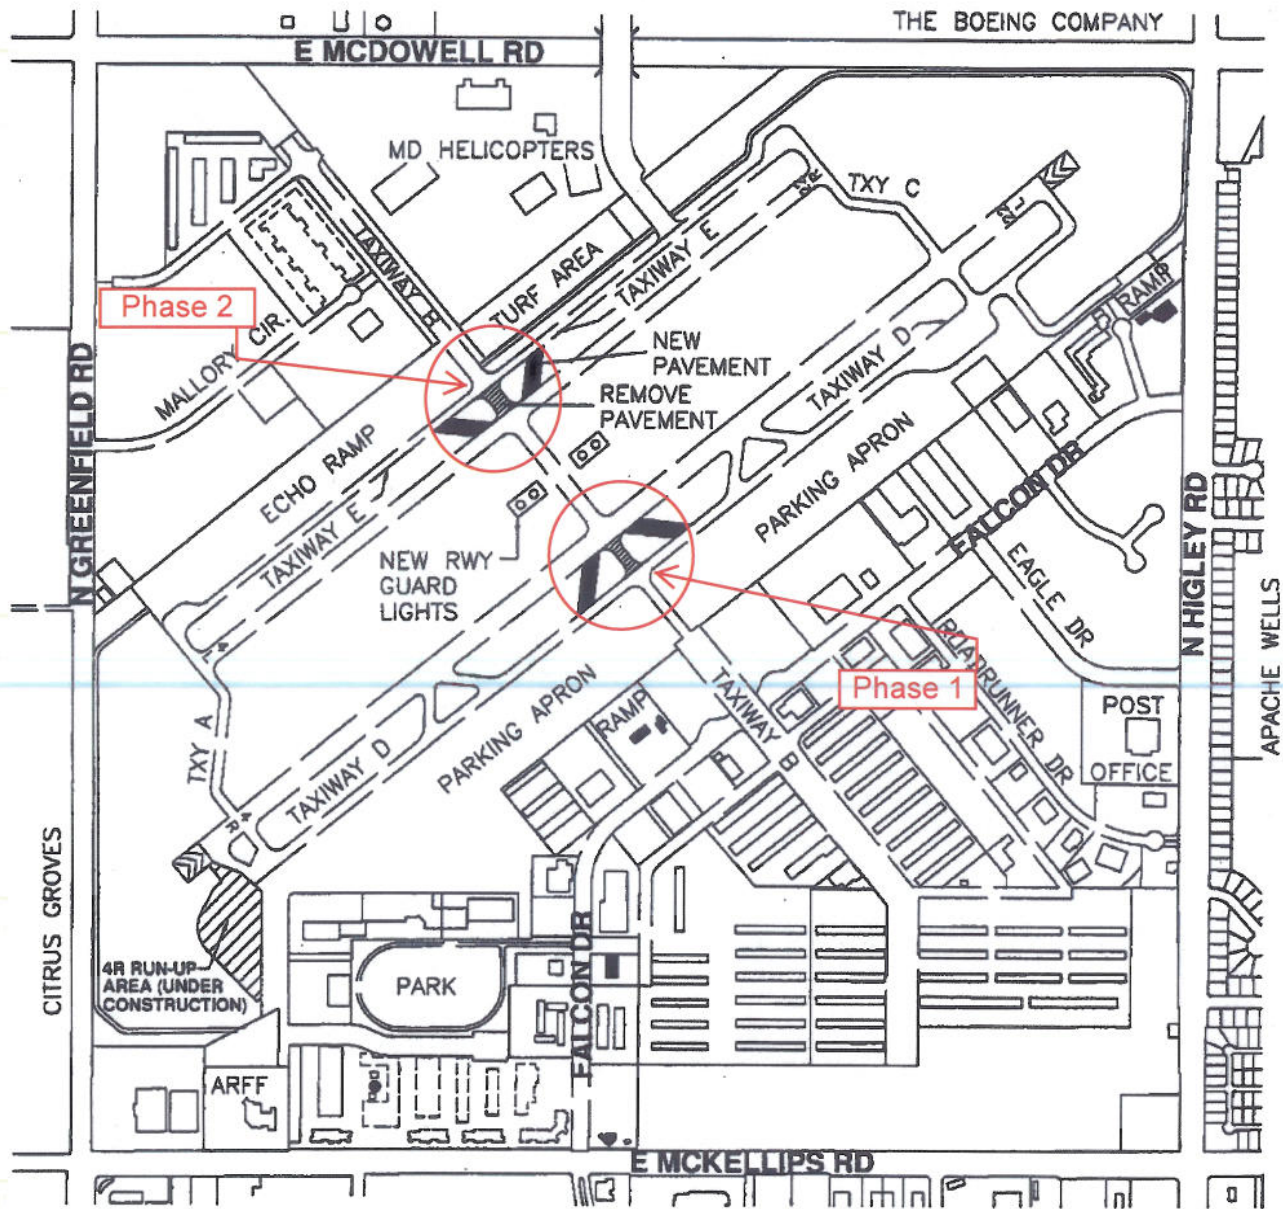 THE BOEING COMPANY
E MCDOWELL RD
MD HELICOPTERS
TXY C
TAXIWAY B
TURF AREA
TAXIWAY E
22
L
RAMP
Phase 2
MALLORY CIR.
NEW
PAVEMENT
REMOVE
PAVEMENT
TAXIWAY D
N GREENFIELD RD
ECHO RAMP
TAXIWAY E
PARKING APRON
FALCON DR
N HIGLEY RD
NEW RWY
GUARD
LIGHTS
EAGLE DR
ROADRUNNER DR
APACHE WELLS
4
L
Phase 1
TXY A
TAXIWAY D
PARKING APRON
RAMP
TAXIWAY B
POST
OFFICE
4
R
CITRUS GROVES
4R RUN-UP
AREA (UNDER
CONSTRUCTION)
PARK
FALCON DR
ARFF
E MCKELLIPS RD